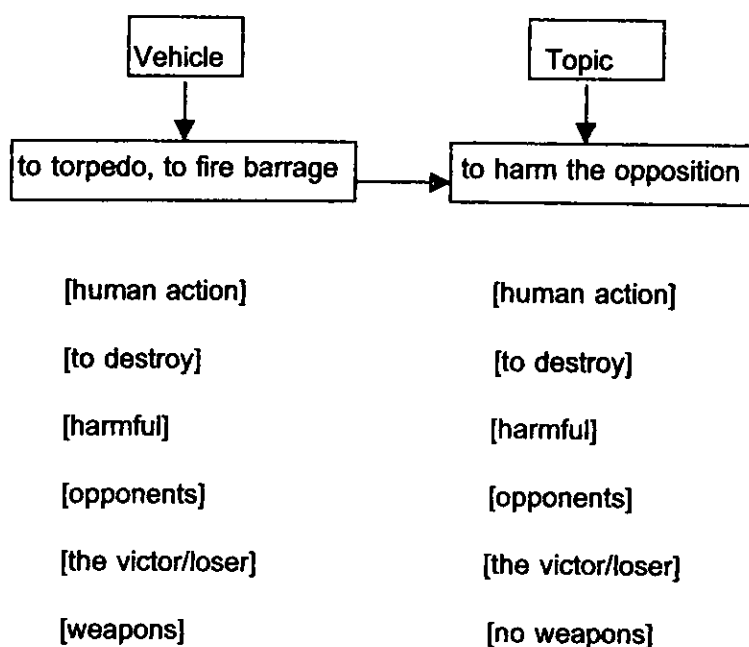 Vehicle Topic
to torpedo, to fire barrage to harm the opposition
[human action] [human action]
[to destroy] [to destroy]
[harmful] [harmful]
[opponents] [opponents]
[the victor/loser] [the victor/loser]
[weapons] [no weapons]